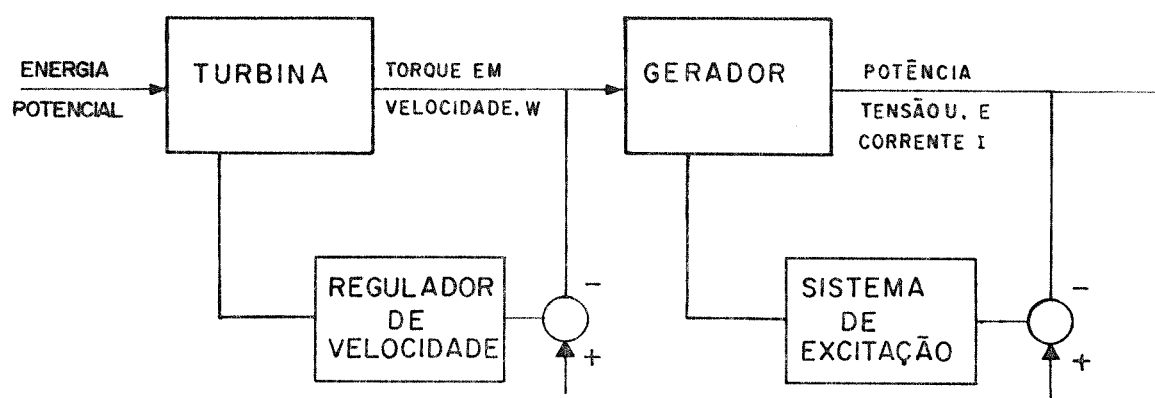 ENERGIA
POTENCIAL
TURBINA
TORQUE EM
VELOCIDADE, W
GERADOR
POTÊNCIA
TENSÃO U, E
CORRENTE I
REGULADOR
DE
VELOCIDADE
-
+
SISTEMA
DE
EXCITAÇÃO
-
+